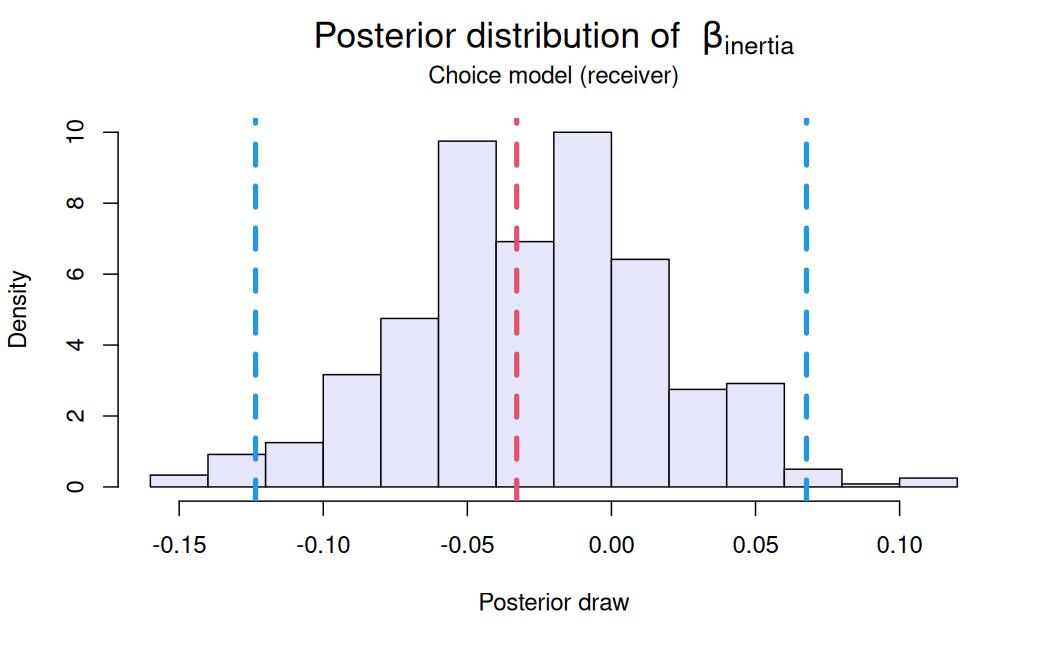 Posterior distribution of βinertia
Choice model (receiver)
10
8
6
4
2
0
Density
-0.15 -0.10 -0.05 0.00 0.05 0.10
Posterior draw